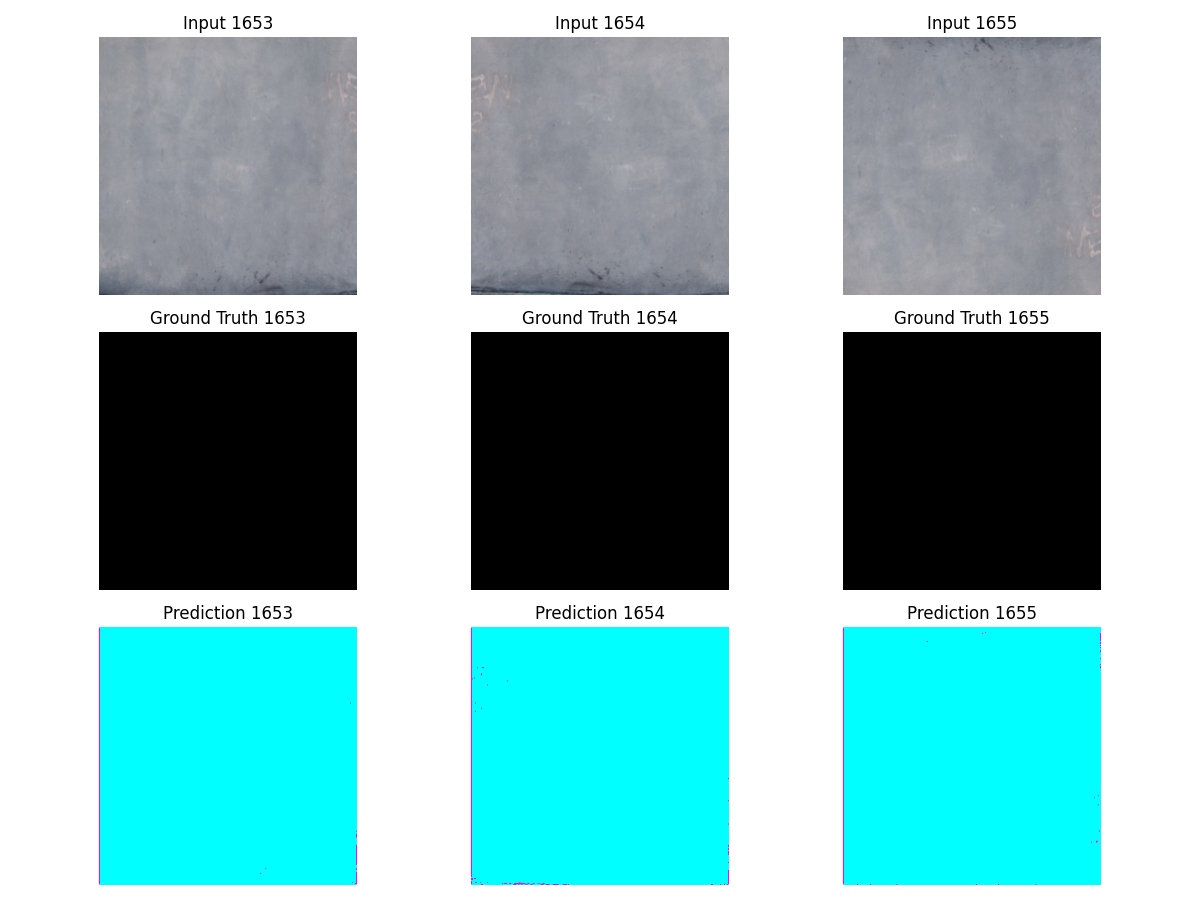 Input 1653
Input 1654
Input 1655
Ground Truth 1653
Ground Truth 1654
Ground Truth 1655
Prediction 1653
Prediction 1654
Prediction 1655